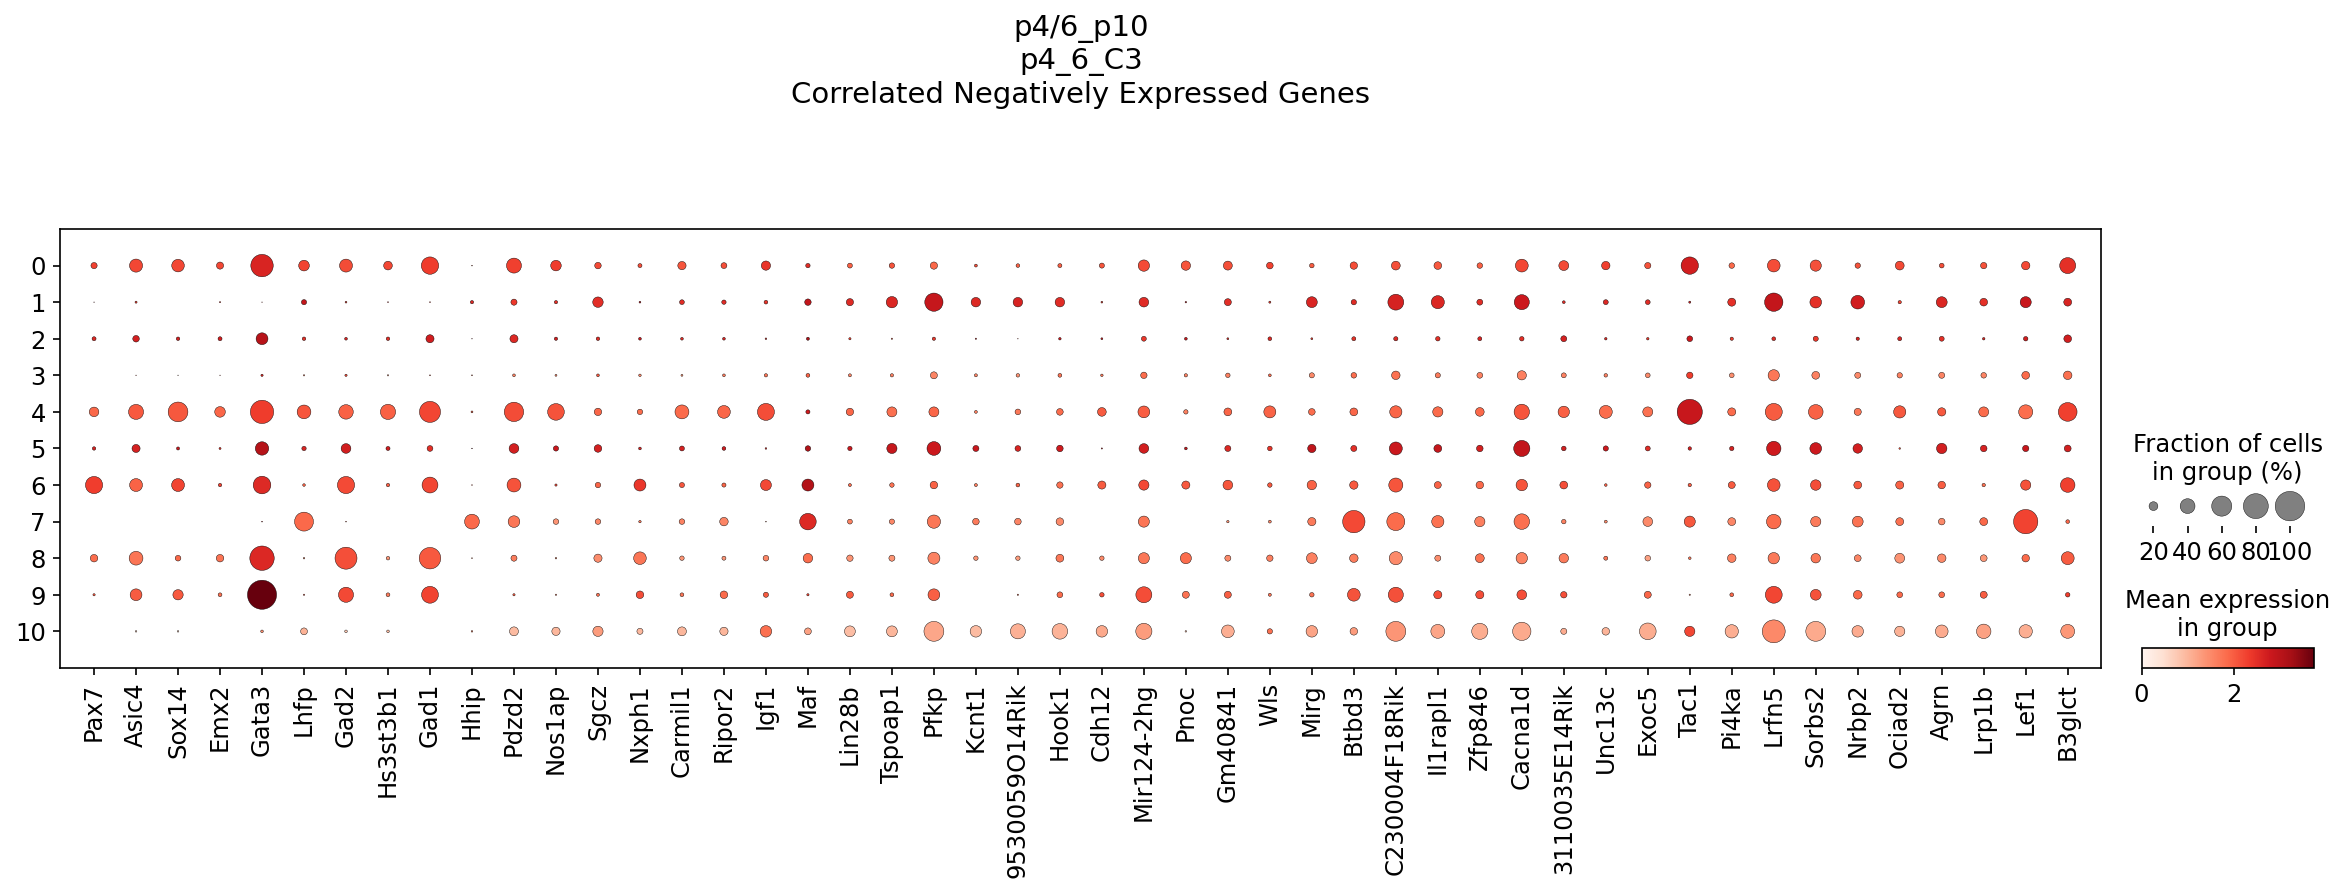 p4/6_p10
p4_6_C3
Correlated Negatively Expressed Genes
0
1
2
3
4
5
6
7
8
9
10
Pax7
Asic4
Sox14
Emx2
Gata3
Lhfp
Gad2
Hs3st3b1
Gad1
Hhip
Pdzd2
Nos1ap
Sgcz
Nxph1
Carmil1
Ripor2
Igf1
Maf
Lin28b
Tspoap1
Pfkp
Kcnt1
9530059O14Rik
Hook1
Cdh12
Mir124-2hg
Pnoc
Gm40841
Wls
Mirg
Btbd3
C230004F18Rik
Il1rapl1
Zfp846
Cacna1d
3110035E14Rik
Unc13c
Exoc5
Tac1
Pi4ka
Lrfn5
Sorbs2
Nrbp2
Ociad2
Agrn
Lrp1b
Lef1
B3glct
Fraction of cells
in group (%)
20 40 60 80 100
Mean expression
in group
0 2